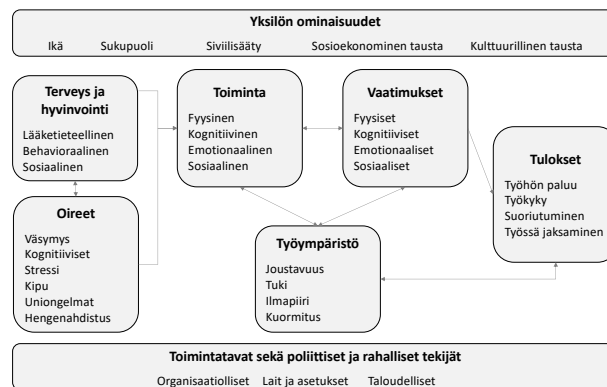 Yksilön ominaisuudet
Ikä Sukupuoli Siviilisääty Sosioekonominen tausta Kulttuurillinen tausta
Terveys ja
hyvinvointi
Lääketieteellinen
Behavioraalinen
Sosiaalinen
Oireet
Väsymys
Kognitiiviset
Stressi
Kipu
Uniongelmat
Hengenahdistus
Toiminta
Fyysinen
Kognitiivinen
Emotionaalinen
Sosiaalinen
Vaatimukset
Fyysiset
Kognitiiviset
Emotionaaliset
Sosiaaliset
Työympäristö
Joustavuus
Tuki
Ilmapiiri
Kuormitus
Tulokset
Työhön paluu
Työkyky
Suoriutuminen
Työssä jaksaminen
Toimintatavat sekä poliittiset ja rahalliset tekijät
Organisaatiolliset Lait ja asetukset Taloudelliset